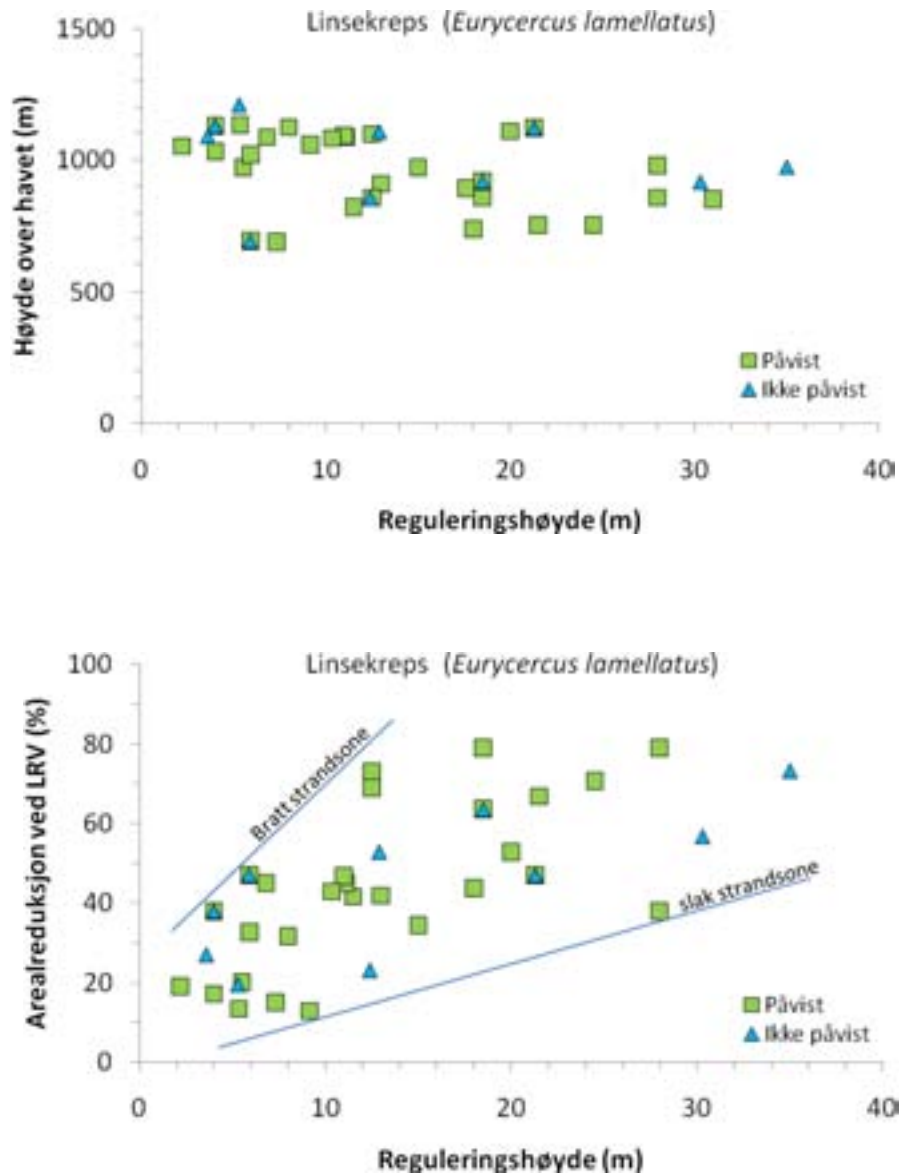 Linsekreps (Eurycercus lamellatus)
1500
1000
500
0
Høyde over havet (m)
Påvist
Ikke påvist
0 10 20 30 40
Reguleringshøyde (m)
Linsekreps (Eurycercus lamellatus)
100
80
60
40
20
0
Arealreduksjon ved LRV (%)
Bratt strandsone
slak strandsone
Påvist
Ikke påvist
0 10 20 30 40
Reguleringshøyde (m)